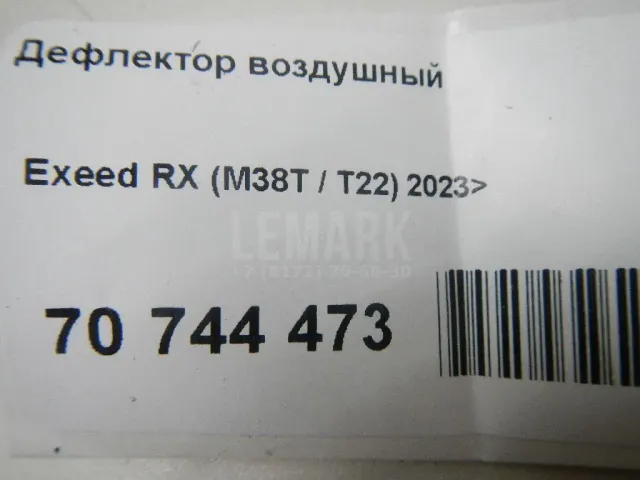 Дефлектор воздушный
Exeed RX (M38T / T22) 2023>
LEMARK
70 744 473